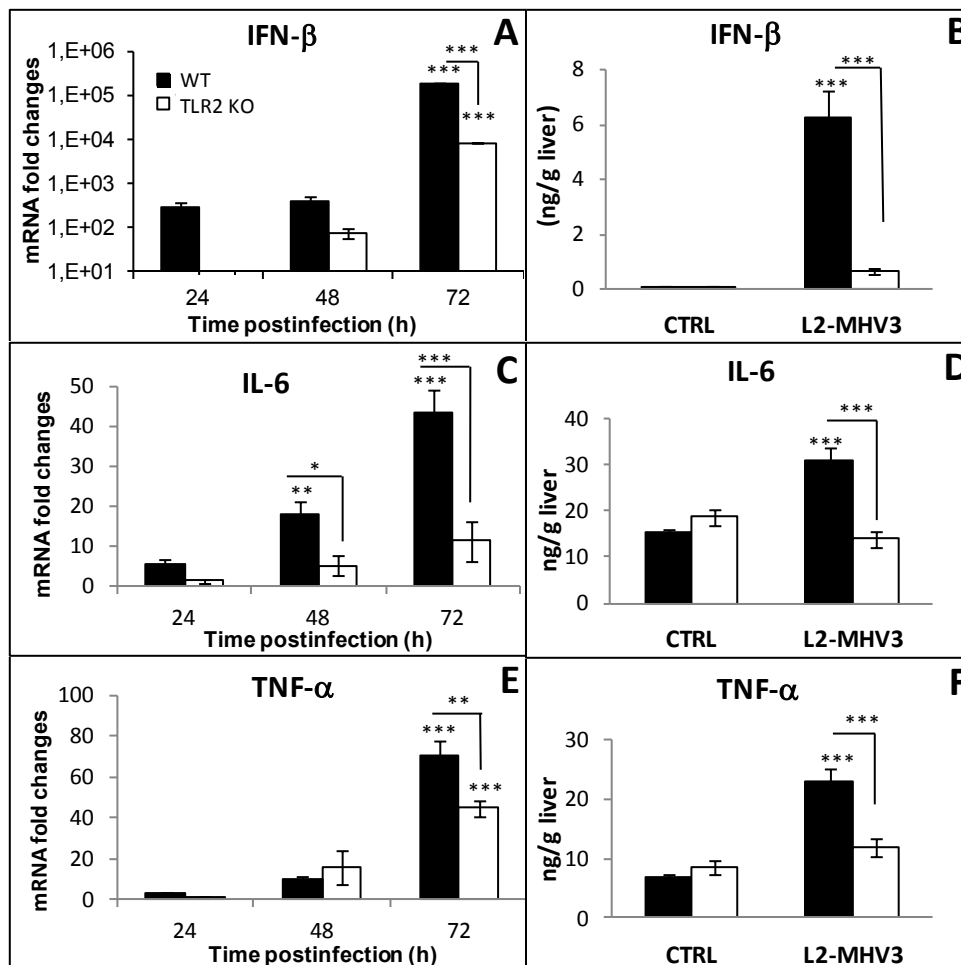 IFN-β
A
mRNA fold changes
1,E+06
1,E+05
1,E+04
1,E+03
1,E+02
1,E+01
WT
TLR2 KO
***
***
***
24 48 72
Time postinfection (h)
IFN-β
B
(ng/g liver)
8
6
4
2
0
***
***
CTRL L2-MHV3
IL-6
C
mRNA fold changes
50
40
30
20
10
0
*
**
***
***
24 48 72
Time postinfection (h)
IL-6
D
ng/g liver
40
30
20
10
0
***
***
CTRL L2-MHV3
TNF-α
E
mRNA fold changes
100
80
60
40
20
0
**
***
***
24 48 72
Time postinfection (h)
TNF-α
F
ng/g liver
30
20
10
0
***
***
CTRL L2-MHV3